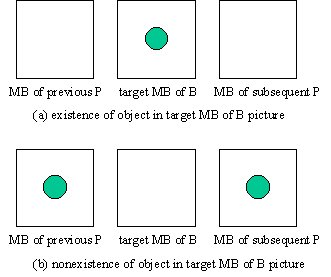 MB of previous P target MB of B MB of subsequent P
(a) existence of object in target MB of B picture
MB of previous P target MB of B MB of subsequent P
(b) nonexistence of object in target MB of B picture